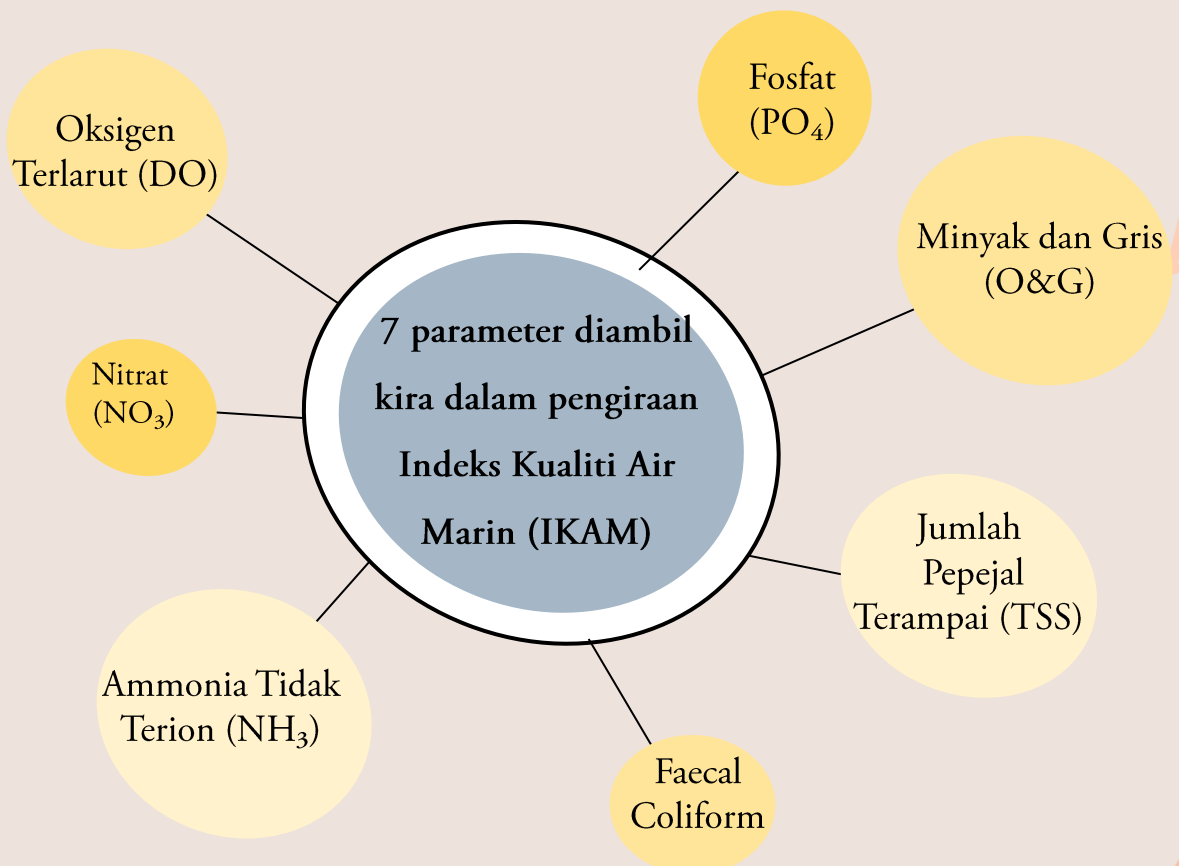 Oksigen
Terlarut (DO)
Fosfat
(PO₄)
Minyak dan Gris
(O&G)
7 parameter diambil
kira dalam pengiraan
Indeks Kualiti Air
Marin (IKAM)
Nitrat
(NO₃)
Jumlah
Pepejal
Terampai (TSS)
Ammonia Tidak
Terion (NH₃)
Faecal
Coliform